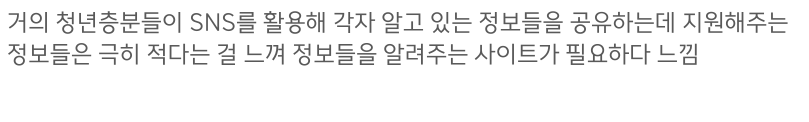 거의 청년층분들이 SNS를 활용해 각자 알고 있는 정보들을 공유하는데 지원해주는
정보들은 극히 적다는 걸 느껴 정보들을 알려주는 사이트가 필요하다 느낌